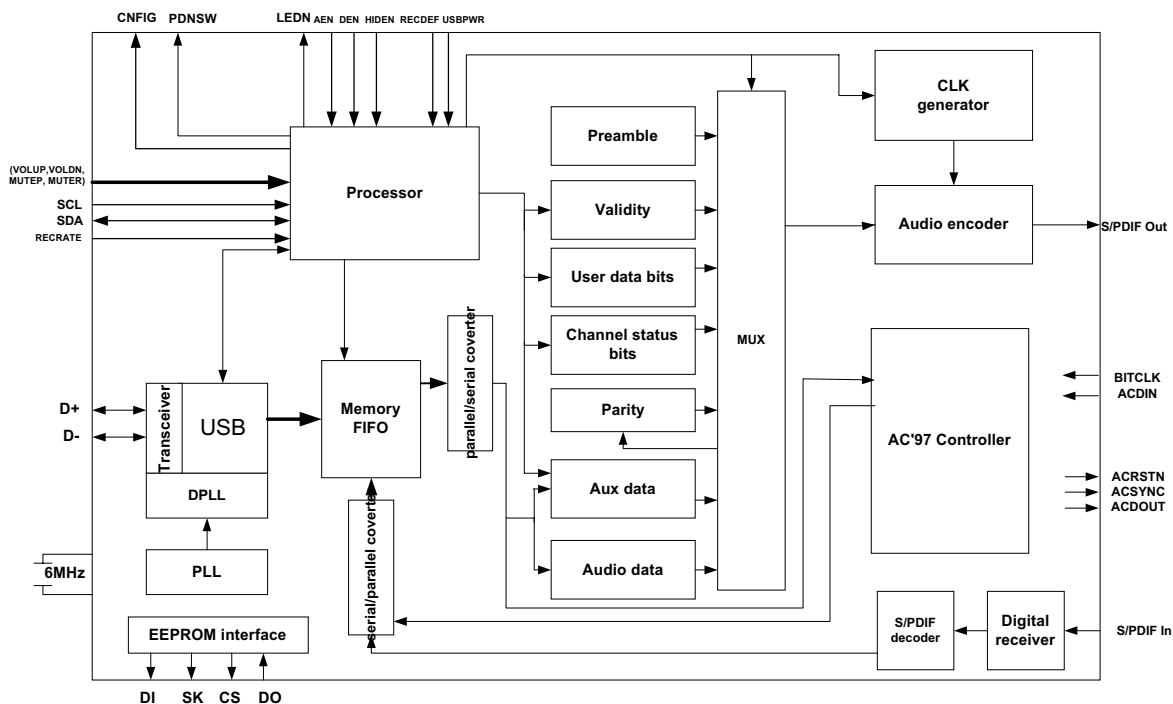 CNFIG PDNSW LEDN AEN DEN HIDEN RECDEF USBPWR
CLK
generator
Preamble
(VOLUP,VOLDN,
MUTEP, MUTER)
Processor
SCL
SDA
RECRATE
Validity
Audio encoder
S/PDIF Out
User data bits
Channel status
bits
MUX
parallel/serial coverter
Memory
FIFO
Parity
AC'97 Controller
BITCLK
ACDIN
D+
D-
Transceiver
USB
DPLL
Aux data
ACRSTN
ACSYNC
ACDOUT
serial/parallel coverter
6MHz
PLL
Audio data
EEPROM interface
S/PDIF
decoder
Digital
receiver
S/PDIF In
DI SK CS DO